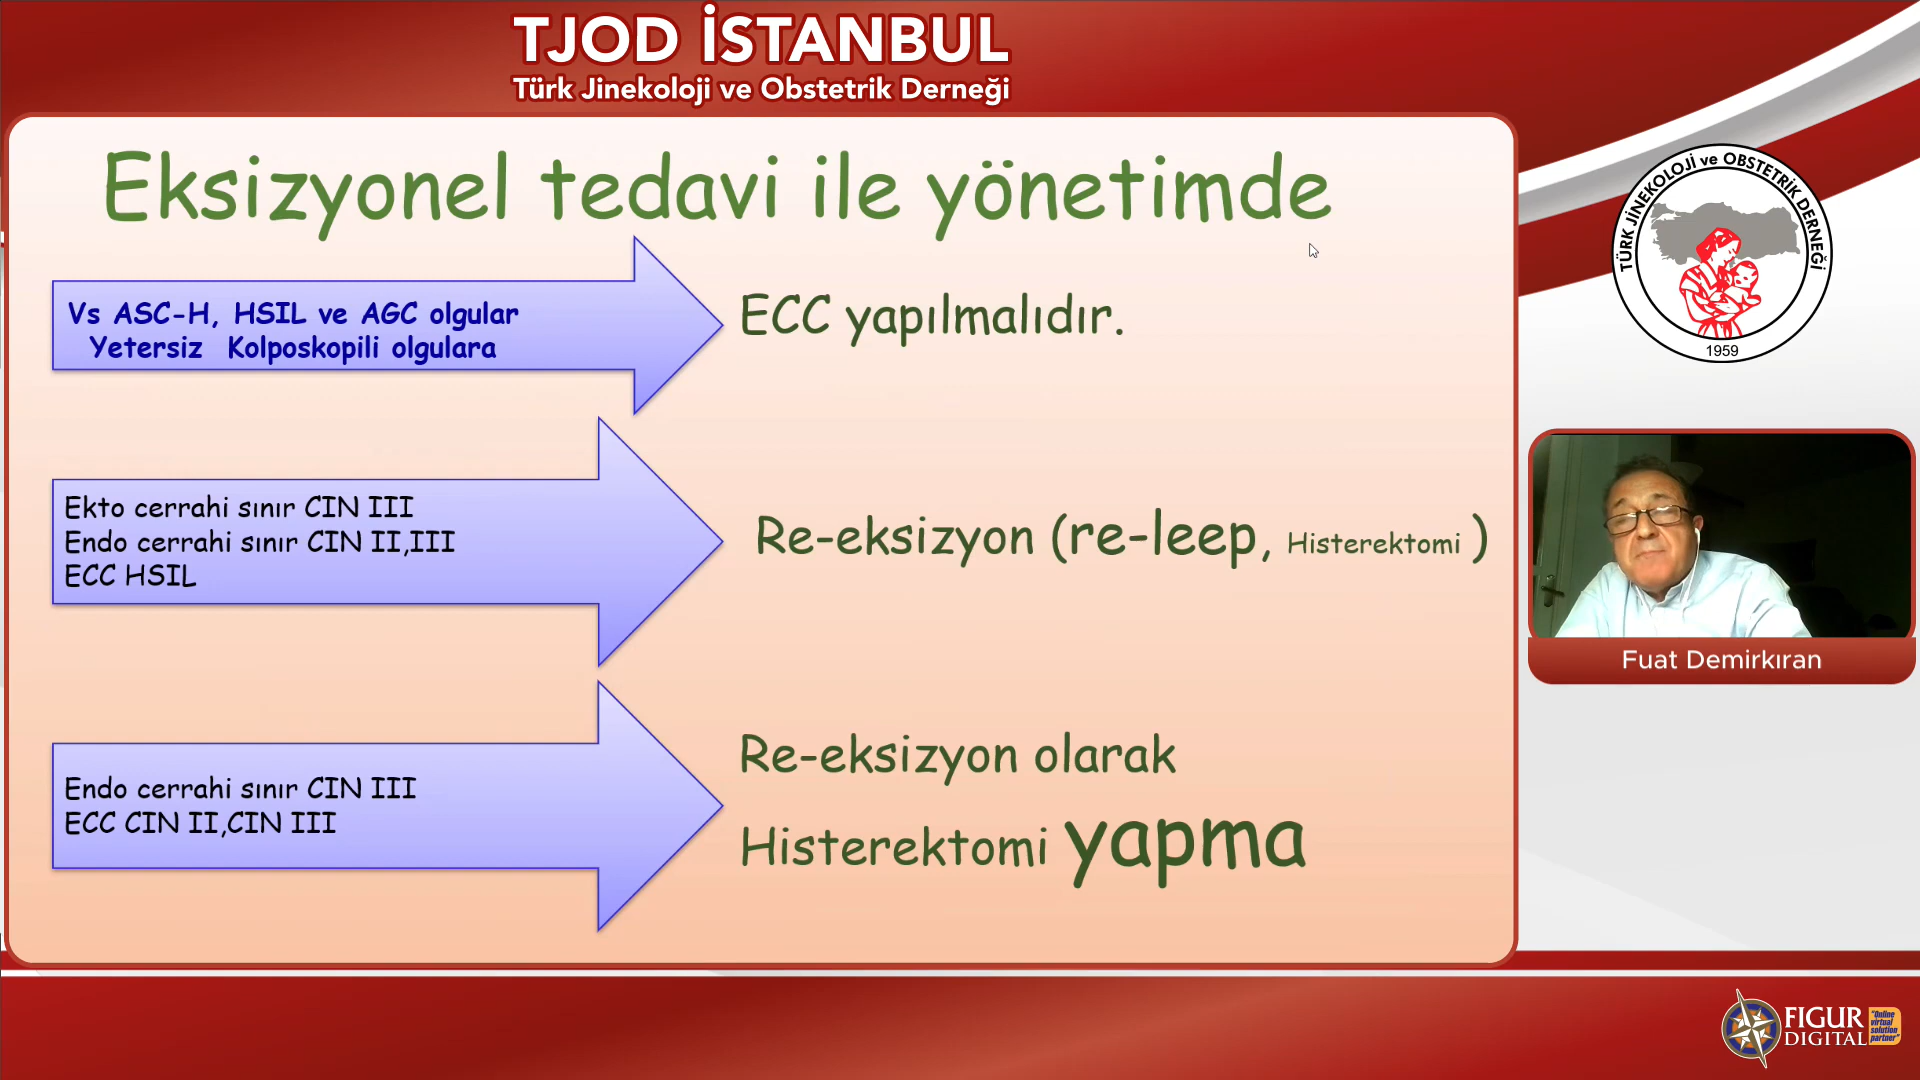 TJOD İSTANBUL
Türk Jinekoloji ve Obstetrik Derneği
Eksizyonel tedavi ile yönetimde
Vs ASC-H, HSIL ve AGC olgular
Yetersiz Kolposkopili olgulara
ECC yapılmalıdır.
Ekto cerrahi sınır CIN III
Endo cerrahi sınır CIN II,III
ECC HSIL
Re-eksizyon (re-leep, Histerektomi )
Endo cerrahi sınır CIN III
ECC CIN II,CIN III
Re-eksizyon olarak
Histerektomi yapma
TÜRK JİNEKOLOJİ ve OBSTETRİK DERNEĞİ
1959
Fuat Demirkıran
FIGUR
DIGITAL
"Online
virtual
solution
partner"